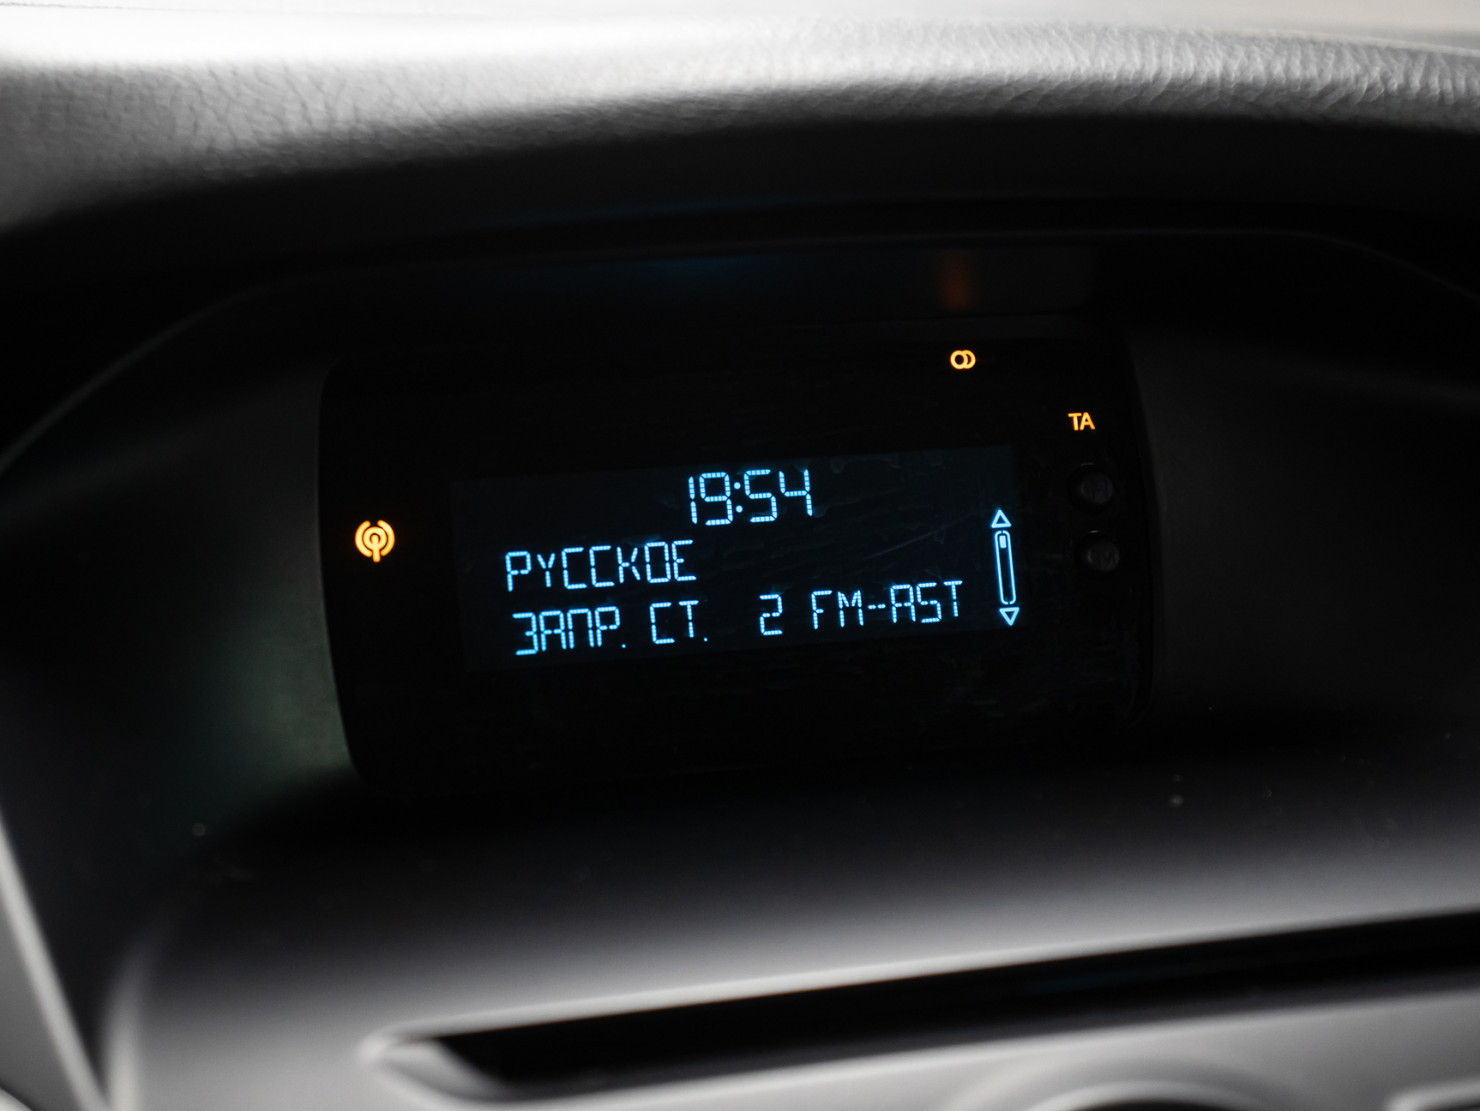 TA
19:54
РУССКОЕ
ЗАПР. СТ. 2 FM-AST